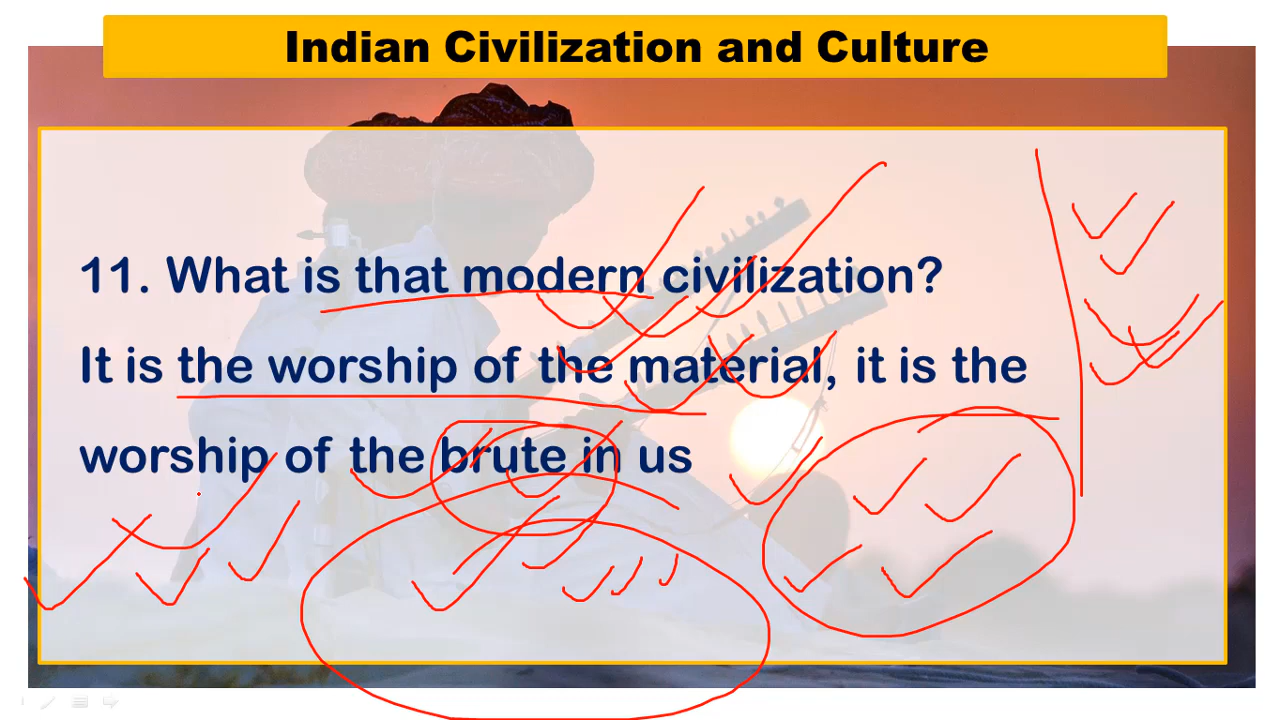 Indian Civilization and Culture
11. What is that modern civilization?
It is the worship of the material, it is the
worship of the brute in us